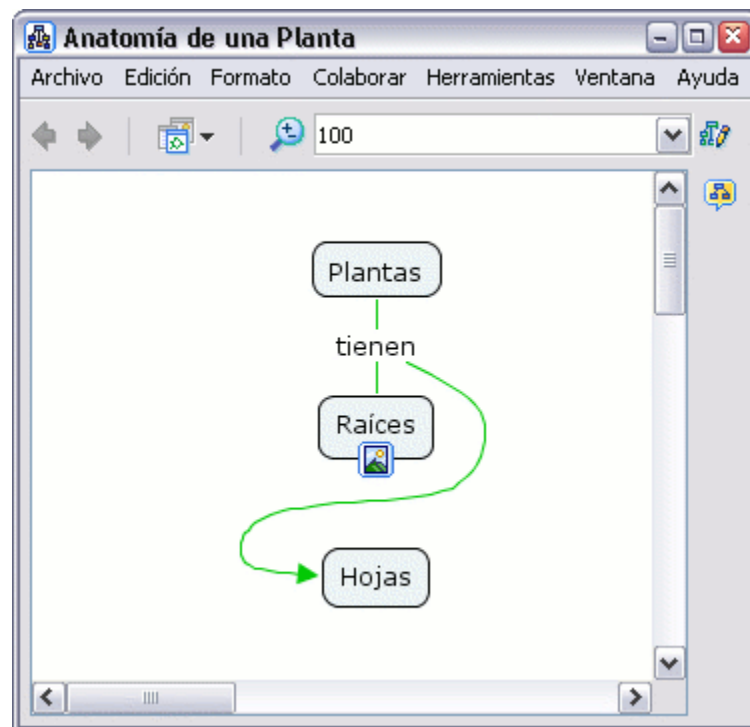 Anatomía de una Planta
Archivo Edición Formato Colaborar Herramientas Ventana Ayuda
100
Plantas
tienen
Raíces
Hojas